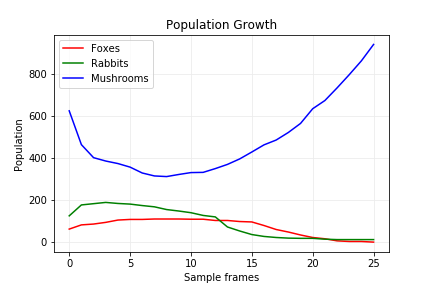 Population Growth
Foxes
Rabbits
Mushrooms
800
600
400
200
0
Population
0 5 10 15 20 25
Sample frames